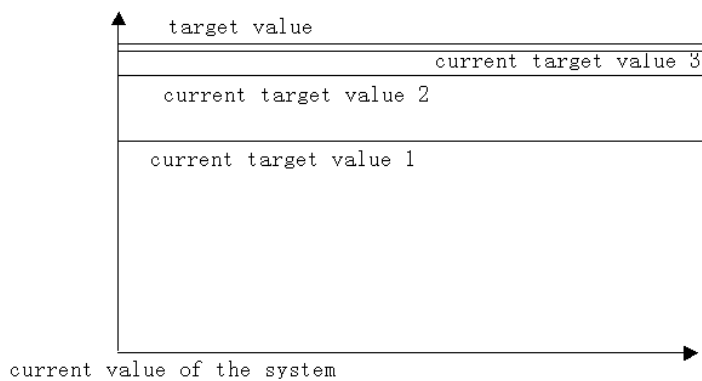 target value
current target value 3
current target value 2
current target value 1
current value of the system